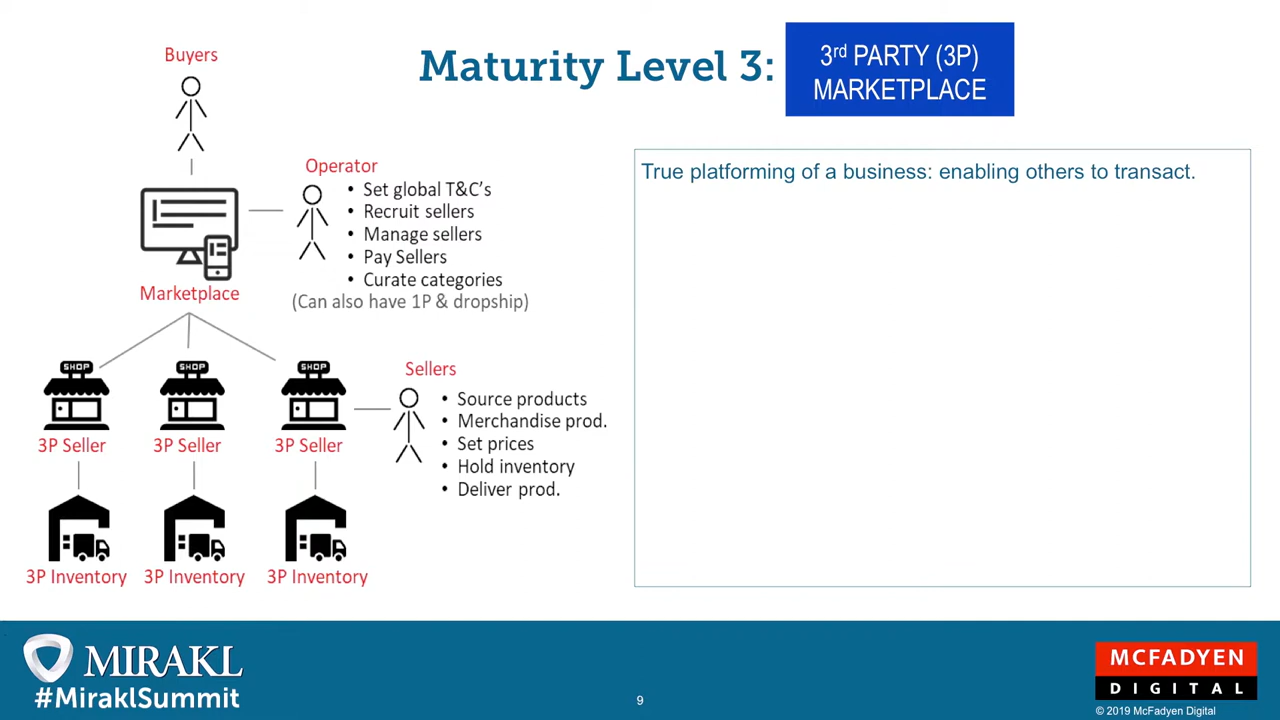 Buyers
Maturity Level 3:
3rd PARTY (3P)
MARKETPLACE
Operator
• Set global T&C's
• Recruit sellers
• Manage sellers
• Pay Sellers
• Curate categories
(Can also have 1P & dropship)
Marketplace
True platforming of a business: enabling others to transact.
SHOP
SHOP
SHOP
3P Seller
3P Seller
3P Seller
Sellers
• Source products
• Merchandise prod.
• Set prices
• Hold inventory
• Deliver prod.
3P Inventory
3P Inventory
3P Inventory
MIRAKL
#MiraklSummit
9
MCFADYEN
DIGITAL
© 2019 McFadyen Digital